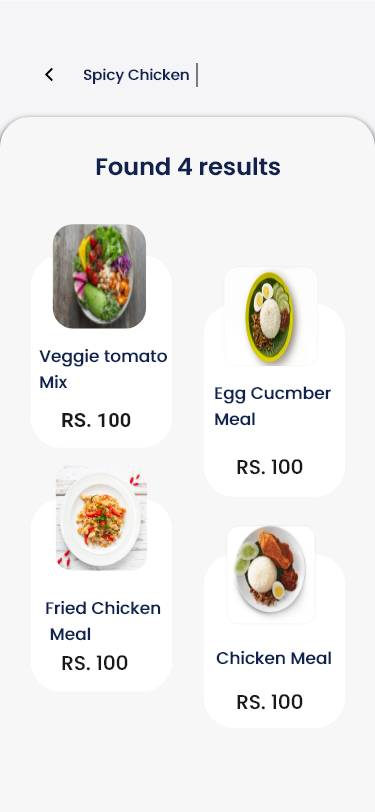 Spicy Chicken
Found 4 results
Veggie tomato
Mix
RS. 100
Egg Cucmber
Meal
RS. 100
Fried Chicken
Meal
RS. 100
Chicken Meal
RS. 100